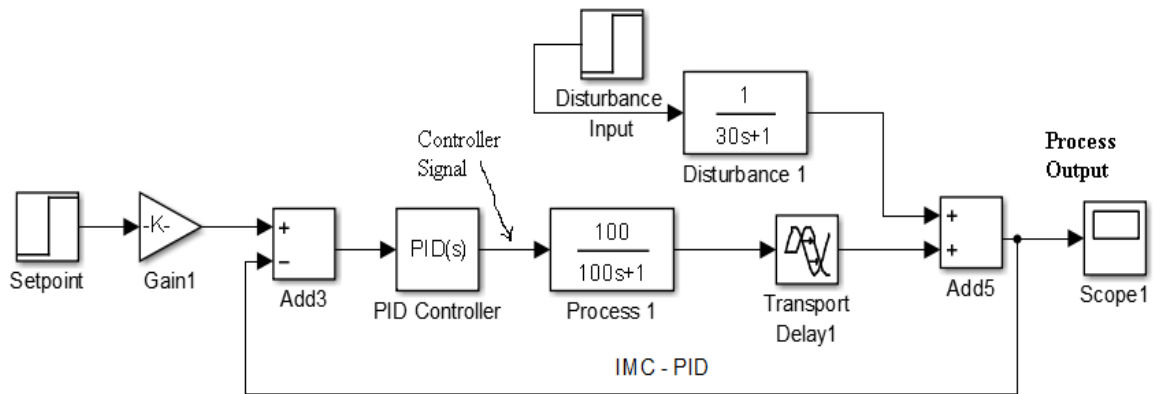 Disturbance
Input
1
30s+1
Disturbance 1
Controller
Signal
Process
Output
Setpoint
-K-
Gain1
+
−
Add3
PID(s)
PID Controller
100
100s+1
Process 1
Transport
Delay1
+
+
Add5
Scope1
IMC - PID